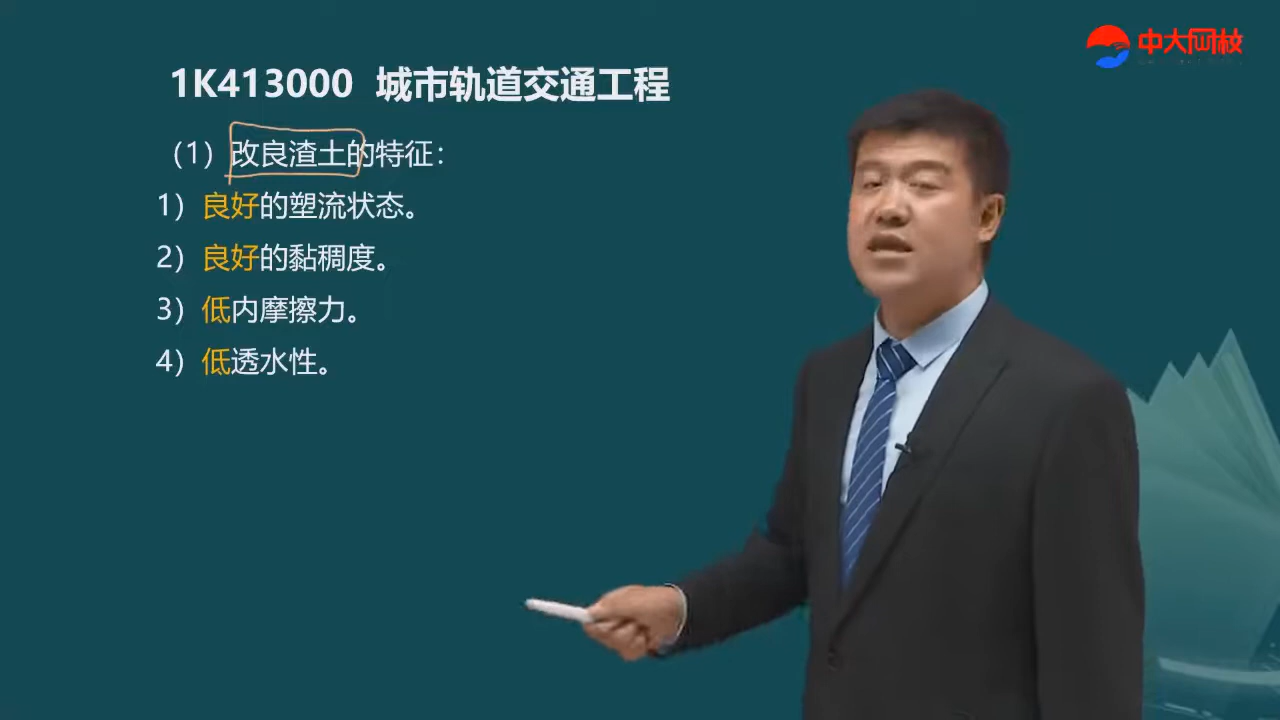 中大网校
1K413000 城市轨道交通工程
（1）改良渣土的特征：
1）良好的塑流状态。
2）良好的黏稠度。
3）低内摩擦力。
4）低透水性。